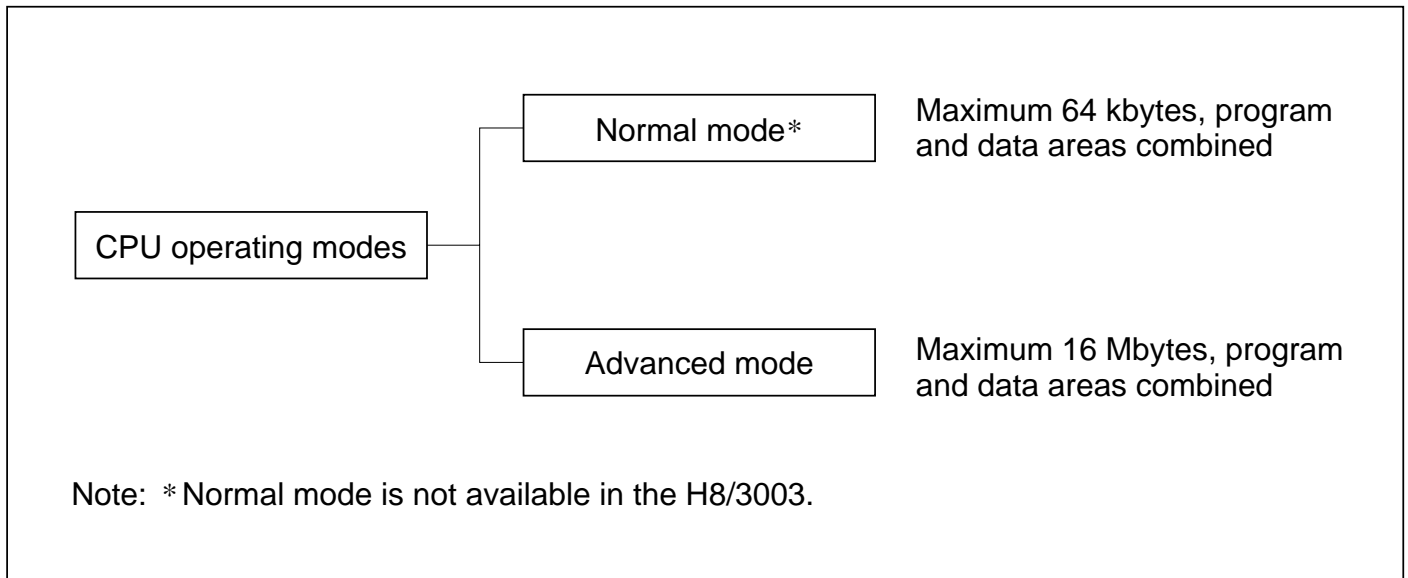 Normal mode*
Maximum 64 kbytes, program
and data areas combined
CPU operating modes
Advanced mode
Maximum 16 Mbytes, program
and data areas combined
Note: * Normal mode is not available in the H8/3003.